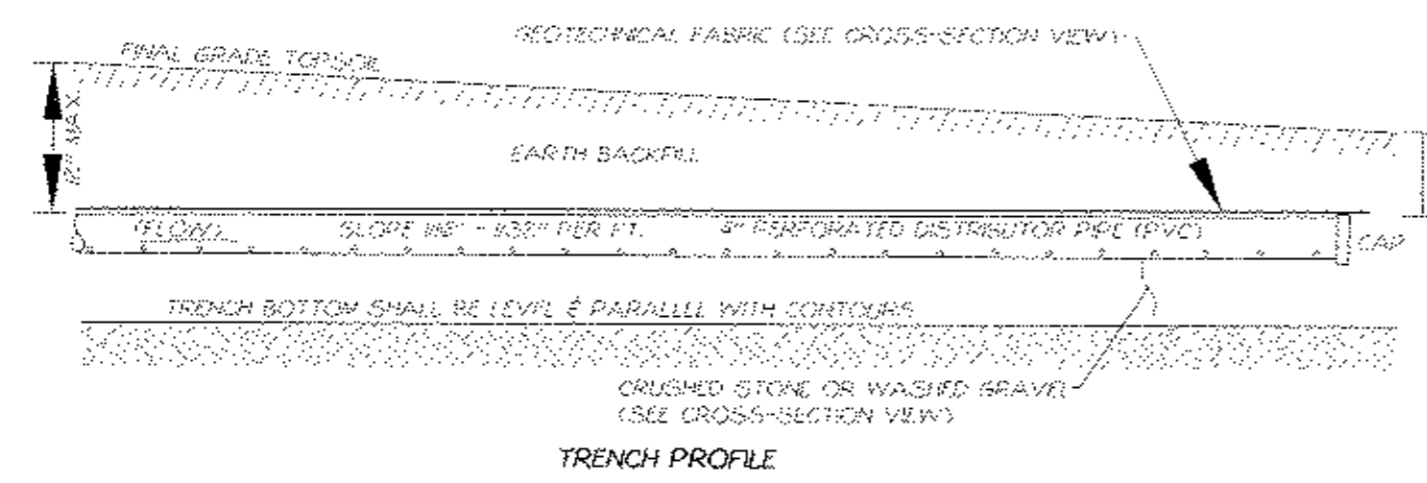 GEOTECHNICAL FABRIC (SEE CROSS-SECTION VIEW)
FINAL GRADE TOPSOIL
12" MAX
EARTH BACKFILL
(FLOW) SLOPE 1/16" - 1/32" PER FT. 4" PERFORATED DISTRIBUTOR PIPE (PVC)
CAP
TRENCH BOTTOM SHALL BE LEVEL & PARALLEL WITH CONTOURS
CRUSHED STONE OR WASHED GRAVEL
(SEE CROSS-SECTION VIEW)
TRENCH PROFILE